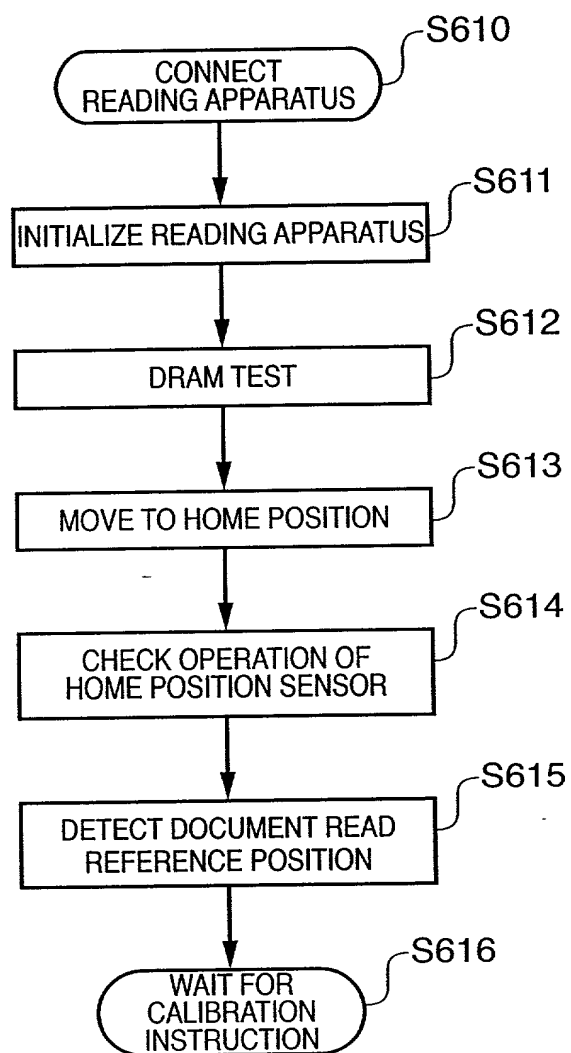 S610
CONNECT
READING APPARATUS
S611
INITIALIZE READING APPARATUS
S612
DRAM TEST
S613
MOVE TO HOME POSITION
S614
CHECK OPERATION OF
HOME POSITION SENSOR
S615
DETECT DOCUMENT READ
REFERENCE POSITION
S616
WAIT FOR
CALIBRATION
INSTRUCTION